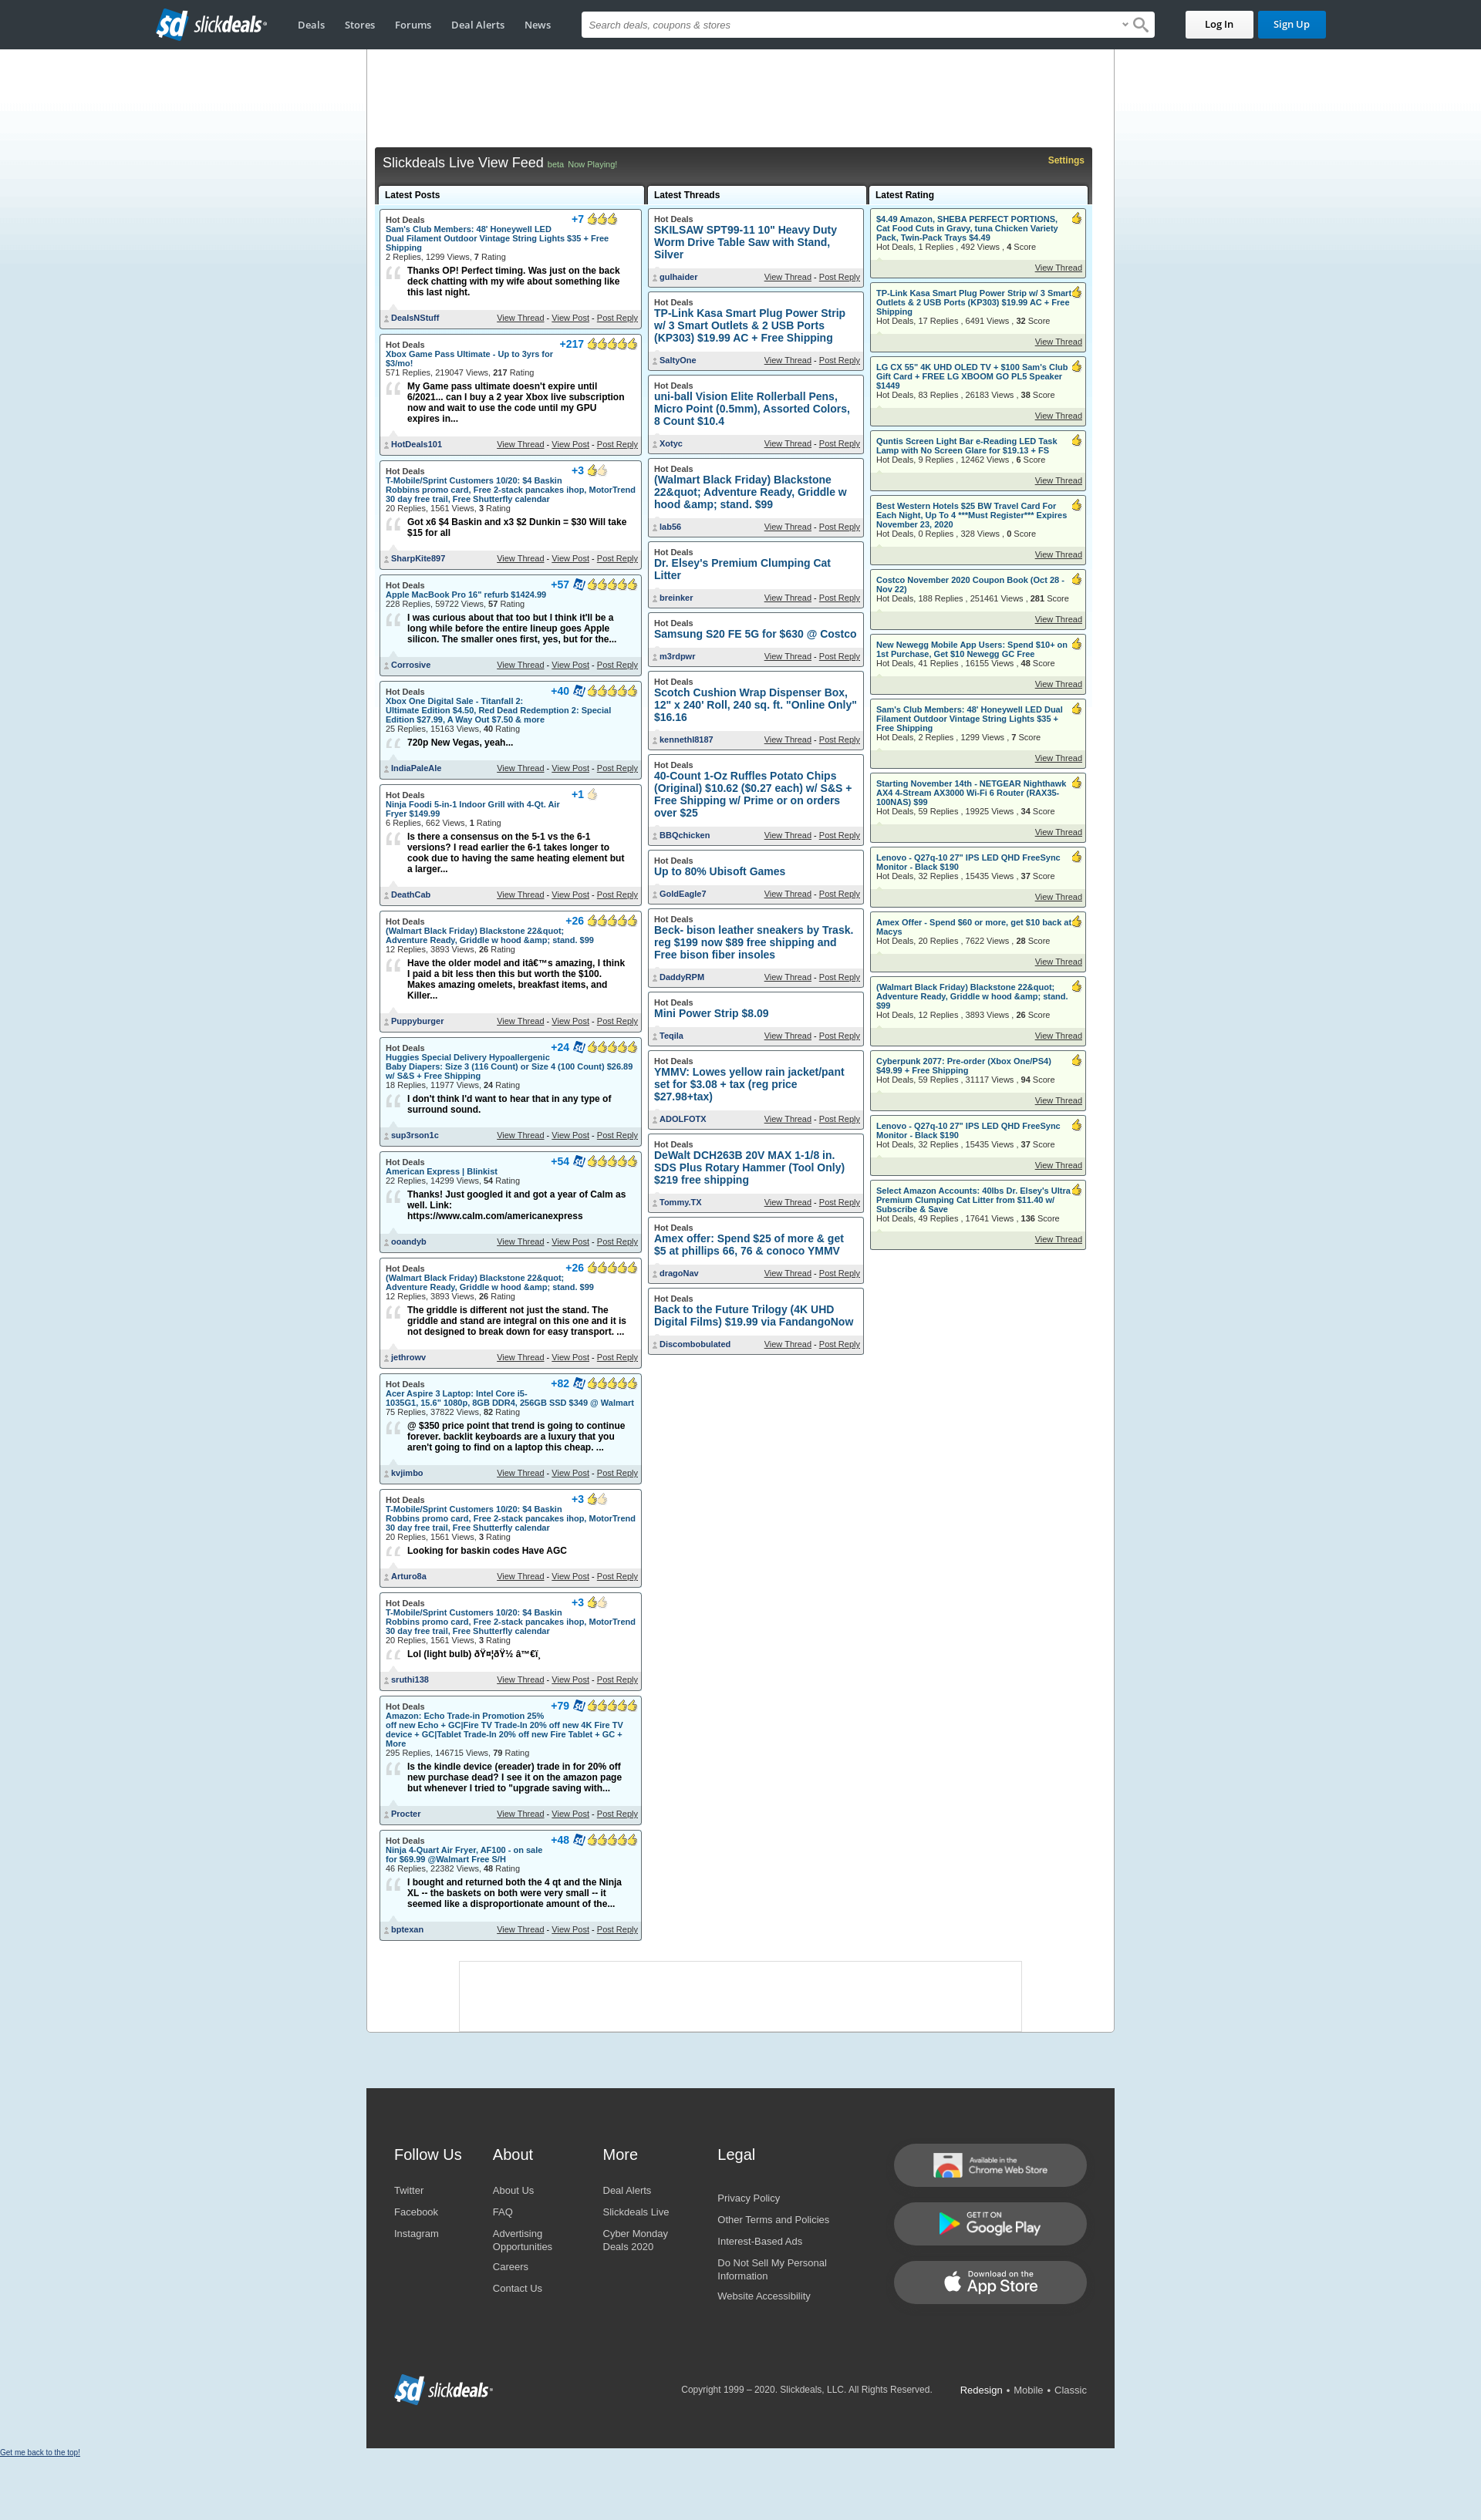 slickdeals
Deals
Stores
Forums
Deal Alerts
News
Search deals, coupons & stores
Log In
Sign Up
Slickdeals Live View Feed beta Now Playing!
Settings
Latest Posts
Hot Deals
+7
Sam's Club Members: 48' Honeywell LED
Dual Filament Outdoor Vintage String Lights $35 + Free
Shipping
2 Replies, 1299 Views, 7 Rating
Thanks OP! Perfect timing. Was just on the back
deck chatting with my wife about something like
this last night.
DealsNStuff
View Thread - View Post - Post Reply
Hot Deals
+217
Xbox Game Pass Ultimate - Up to 3yrs for
$3/mo!
571 Replies, 219047 Views, 217 Rating
My Game pass ultimate doesn't expire until
6/2021... can I buy a 2 year Xbox live subscription
now and wait to use the code until my GPU
expires in...
HotDeals101
View Thread - View Post - Post Reply
Hot Deals
+3
T-Mobile/Sprint Customers 10/20: $4 Baskin
Robbins promo card, Free 2-stack pancakes ihop, MotorTrend
30 day free trail, Free Shutterfly calendar
20 Replies, 1561 Views, 3 Rating
Got x6 $4 Baskin and x3 $2 Dunkin = $30 Will take
$15 for all
SharpKite897
View Thread - View Post - Post Reply
Hot Deals
+57
Apple MacBook Pro 16" refurb $1424.99
228 Replies, 59722 Views, 57 Rating
I was curious about that too but I think it'll be a
long while before the entire lineup goes Apple
silicon. The smaller ones first, yes, but for the...
Corrosive
View Thread - View Post - Post Reply
Hot Deals
+40
Xbox One Digital Sale - Titanfall 2:
Ultimate Edition $4.50, Red Dead Redemption 2: Special
Edition $27.99, A Way Out $7.50 & more
25 Replies, 15163 Views, 40 Rating
720p New Vegas, yeah...
IndiaPaleAle
View Thread - View Post - Post Reply
Hot Deals
+1
Ninja Foodi 5-in-1 Indoor Grill with 4-Qt. Air
Fryer $149.99
6 Replies, 662 Views, 1 Rating
Is there a consensus on the 5-1 vs the 6-1
versions? I read earlier the 6-1 takes longer to
cook due to having the same heating element but
a larger...
DeathCab
View Thread - View Post - Post Reply
Hot Deals
+26
(Walmart Black Friday) Blackstone 22&quot;
Adventure Ready, Griddle w hood &amp; stand. $99
12 Replies, 3893 Views, 26 Rating
Have the older model and itâ€™s amazing, I think
I paid a bit less then this but worth the $100.
Makes amazing omelets, breakfast items, and
Killer...
Puppyburger
View Thread - View Post - Post Reply
Hot Deals
+24
Huggies Special Delivery Hypoallergenic
Baby Diapers: Size 3 (116 Count) or Size 4 (100 Count) $26.89
w/ S&S + Free Shipping
18 Replies, 11977 Views, 24 Rating
I don't think I'd want to hear that in any type of
surround sound.
sup3rson1c
View Thread - View Post - Post Reply
Hot Deals
+54
American Express | Blinkist
22 Replies, 14299 Views, 54 Rating
Thanks! Just googled it and got a year of Calm as
well. Link:
https://www.calm.com/americanexpress
ooandyb
View Thread - View Post - Post Reply
Hot Deals
+26
(Walmart Black Friday) Blackstone 22&quot;
Adventure Ready, Griddle w hood &amp; stand. $99
12 Replies, 3893 Views, 26 Rating
The griddle is different not just the stand. The
griddle and stand are integral on this one and it is
not designed to break down for easy transport. ...
jethrowv
View Thread - View Post - Post Reply
Hot Deals
+82
Acer Aspire 3 Laptop: Intel Core i5-
1035G1, 15.6" 1080p, 8GB DDR4, 256GB SSD $349 @ Walmart
75 Replies, 37822 Views, 82 Rating
@ $350 price point that trend is going to continue
forever. backlit keyboards are a luxury that you
aren't going to find on a laptop this cheap. ...
kvjimbo
View Thread - View Post - Post Reply
Hot Deals
+3
T-Mobile/Sprint Customers 10/20: $4 Baskin
Robbins promo card, Free 2-stack pancakes ihop, MotorTrend
30 day free trail, Free Shutterfly calendar
20 Replies, 1561 Views, 3 Rating
Looking for baskin codes Have AGC
Arturo8a
View Thread - View Post - Post Reply
Hot Deals
+3
T-Mobile/Sprint Customers 10/20: $4 Baskin
Robbins promo card, Free 2-stack pancakes ihop, MotorTrend
30 day free trail, Free Shutterfly calendar
20 Replies, 1561 Views, 3 Rating
Lol (light bulb) ðŸ¤¦ðŸ½ â™€ï¸
sruthi138
View Thread - View Post - Post Reply
Hot Deals
+79
Amazon: Echo Trade-in Promotion 25%
off new Echo + GC|Fire TV Trade-In 20% off new 4K Fire TV
device + GC|Tablet Trade-In 20% off new Fire Tablet + GC +
More
295 Replies, 146715 Views, 79 Rating
Is the kindle device (ereader) trade in for 20% off
new purchase dead? I see it on the amazon page
but whenever I tried to "upgrade saving with...
Procter
View Thread - View Post - Post Reply
Hot Deals
+48
Ninja 4-Quart Air Fryer, AF100 - on sale
for $69.99 @Walmart Free S/H
46 Replies, 22382 Views, 48 Rating
I bought and returned both the 4 qt and the Ninja
XL -- the baskets on both were very small -- it
seemed like a disproportionate amount of the...
bptexan
View Thread - View Post - Post Reply
Latest Threads
Hot Deals
SKILSAW SPT99-11 10" Heavy Duty
Worm Drive Table Saw with Stand,
Silver
gulhaider
View Thread - Post Reply
Hot Deals
TP-Link Kasa Smart Plug Power Strip
w/ 3 Smart Outlets & 2 USB Ports
(KP303) $19.99 AC + Free Shipping
SaltyOne
View Thread - Post Reply
Hot Deals
uni-ball Vision Elite Rollerball Pens,
Micro Point (0.5mm), Assorted Colors,
8 Count $10.4
Xotyc
View Thread - Post Reply
Hot Deals
(Walmart Black Friday) Blackstone
22&quot; Adventure Ready, Griddle w
hood &amp; stand. $99
lab56
View Thread - Post Reply
Hot Deals
Dr. Elsey's Premium Clumping Cat
Litter
breinker
View Thread - Post Reply
Hot Deals
Samsung S20 FE 5G for $630 @ Costco
m3rdpwr
View Thread - Post Reply
Hot Deals
Scotch Cushion Wrap Dispenser Box,
12" x 240' Roll, 240 sq. ft. "Online Only"
$16.16
kennethl8187
View Thread - Post Reply
Hot Deals
40-Count 1-Oz Ruffles Potato Chips
(Original) $10.62 ($0.27 each) w/ S&S +
Free Shipping w/ Prime or on orders
over $25
BBQchicken
View Thread - Post Reply
Hot Deals
Up to 80% Ubisoft Games
GoldEagle7
View Thread - Post Reply
Hot Deals
Beck- bison leather sneakers by Trask.
reg $199 now $89 free shipping and
Free bison fiber insoles
DaddyRPM
View Thread - Post Reply
Hot Deals
Mini Power Strip $8.09
Teqila
View Thread - Post Reply
Hot Deals
YMMV: Lowes yellow rain jacket/pant
set for $3.08 + tax (reg price
$27.98+tax)
ADOLFOTX
View Thread - Post Reply
Hot Deals
DeWalt DCH263B 20V MAX 1-1/8 in.
SDS Plus Rotary Hammer (Tool Only)
$219 free shipping
Tommy.TX
View Thread - Post Reply
Hot Deals
Amex offer: Spend $25 of more & get
$5 at phillips 66, 76 & conoco YMMV
dragoNav
View Thread - Post Reply
Hot Deals
Back to the Future Trilogy (4K UHD
Digital Films) $19.99 via FandangoNow
Discombobulated
View Thread - Post Reply
Latest Rating
$4.49 Amazon, SHEBA PERFECT PORTIONS,
Cat Food Cuts in Gravy, tuna Chicken Variety
Pack, Twin-Pack Trays $4.49
Hot Deals, 1 Replies , 492 Views , 4 Score
View Thread
TP-Link Kasa Smart Plug Power Strip w/ 3 Smart
Outlets & 2 USB Ports (KP303) $19.99 AC + Free
Shipping
Hot Deals, 17 Replies , 6491 Views , 32 Score
View Thread
LG CX 55" 4K UHD OLED TV + $100 Sam's Club
Gift Card + FREE LG XBOOM GO PL5 Speaker
$1449
Hot Deals, 83 Replies , 26183 Views , 38 Score
View Thread
Quntis Screen Light Bar e-Reading LED Task
Lamp with No Screen Glare for $19.13 + FS
Hot Deals, 9 Replies , 12462 Views , 6 Score
View Thread
Best Western Hotels $25 BW Travel Card For
Each Night, Up To 4 ***Must Register*** Expires
November 23, 2020
Hot Deals, 0 Replies , 328 Views , 0 Score
View Thread
Costco November 2020 Coupon Book (Oct 28 -
Nov 22)
Hot Deals, 188 Replies , 251461 Views , 281 Score
View Thread
New Newegg Mobile App Users: Spend $10+ on
1st Purchase, Get $10 Newegg GC Free
Hot Deals, 41 Replies , 16155 Views , 48 Score
View Thread
Sam's Club Members: 48' Honeywell LED Dual
Filament Outdoor Vintage String Lights $35 +
Free Shipping
Hot Deals, 2 Replies , 1299 Views , 7 Score
View Thread
Starting November 14th - NETGEAR Nighthawk
AX4 4-Stream AX3000 Wi-Fi 6 Router (RAX35-
100NAS) $99
Hot Deals, 59 Replies , 19925 Views , 34 Score
View Thread
Lenovo - Q27q-10 27" IPS LED QHD FreeSync
Monitor - Black $190
Hot Deals, 32 Replies , 15435 Views , 37 Score
View Thread
Amex Offer - Spend $60 or more, get $10 back at
Macys
Hot Deals, 20 Replies , 7622 Views , 28 Score
View Thread
(Walmart Black Friday) Blackstone 22&quot;
Adventure Ready, Griddle w hood &amp; stand.
$99
Hot Deals, 12 Replies , 3893 Views , 26 Score
View Thread
Cyberpunk 2077: Pre-order (Xbox One/PS4)
$49.99 + Free Shipping
Hot Deals, 59 Replies , 31117 Views , 94 Score
View Thread
Lenovo - Q27q-10 27" IPS LED QHD FreeSync
Monitor - Black $190
Hot Deals, 32 Replies , 15435 Views , 37 Score
View Thread
Select Amazon Accounts: 40lbs Dr. Elsey's Ultra
Premium Clumping Cat Litter from $11.40 w/
Subscribe & Save
Hot Deals, 49 Replies , 17641 Views , 136 Score
View Thread
Follow Us
Twitter
Facebook
Instagram
About
About Us
FAQ
Advertising
Opportunities
Careers
Contact Us
More
Deal Alerts
Slickdeals Live
Cyber Monday
Deals 2020
Legal
Privacy Policy
Other Terms and Policies
Interest-Based Ads
Do Not Sell My Personal
Information
Website Accessibility
Available in the
Chrome Web Store
GET IT ON
Google Play
Download on the
App Store
slickdeals
Copyright 1999 – 2020. Slickdeals, LLC. All Rights Reserved.
Redesign • Mobile • Classic
Get me back to the top!